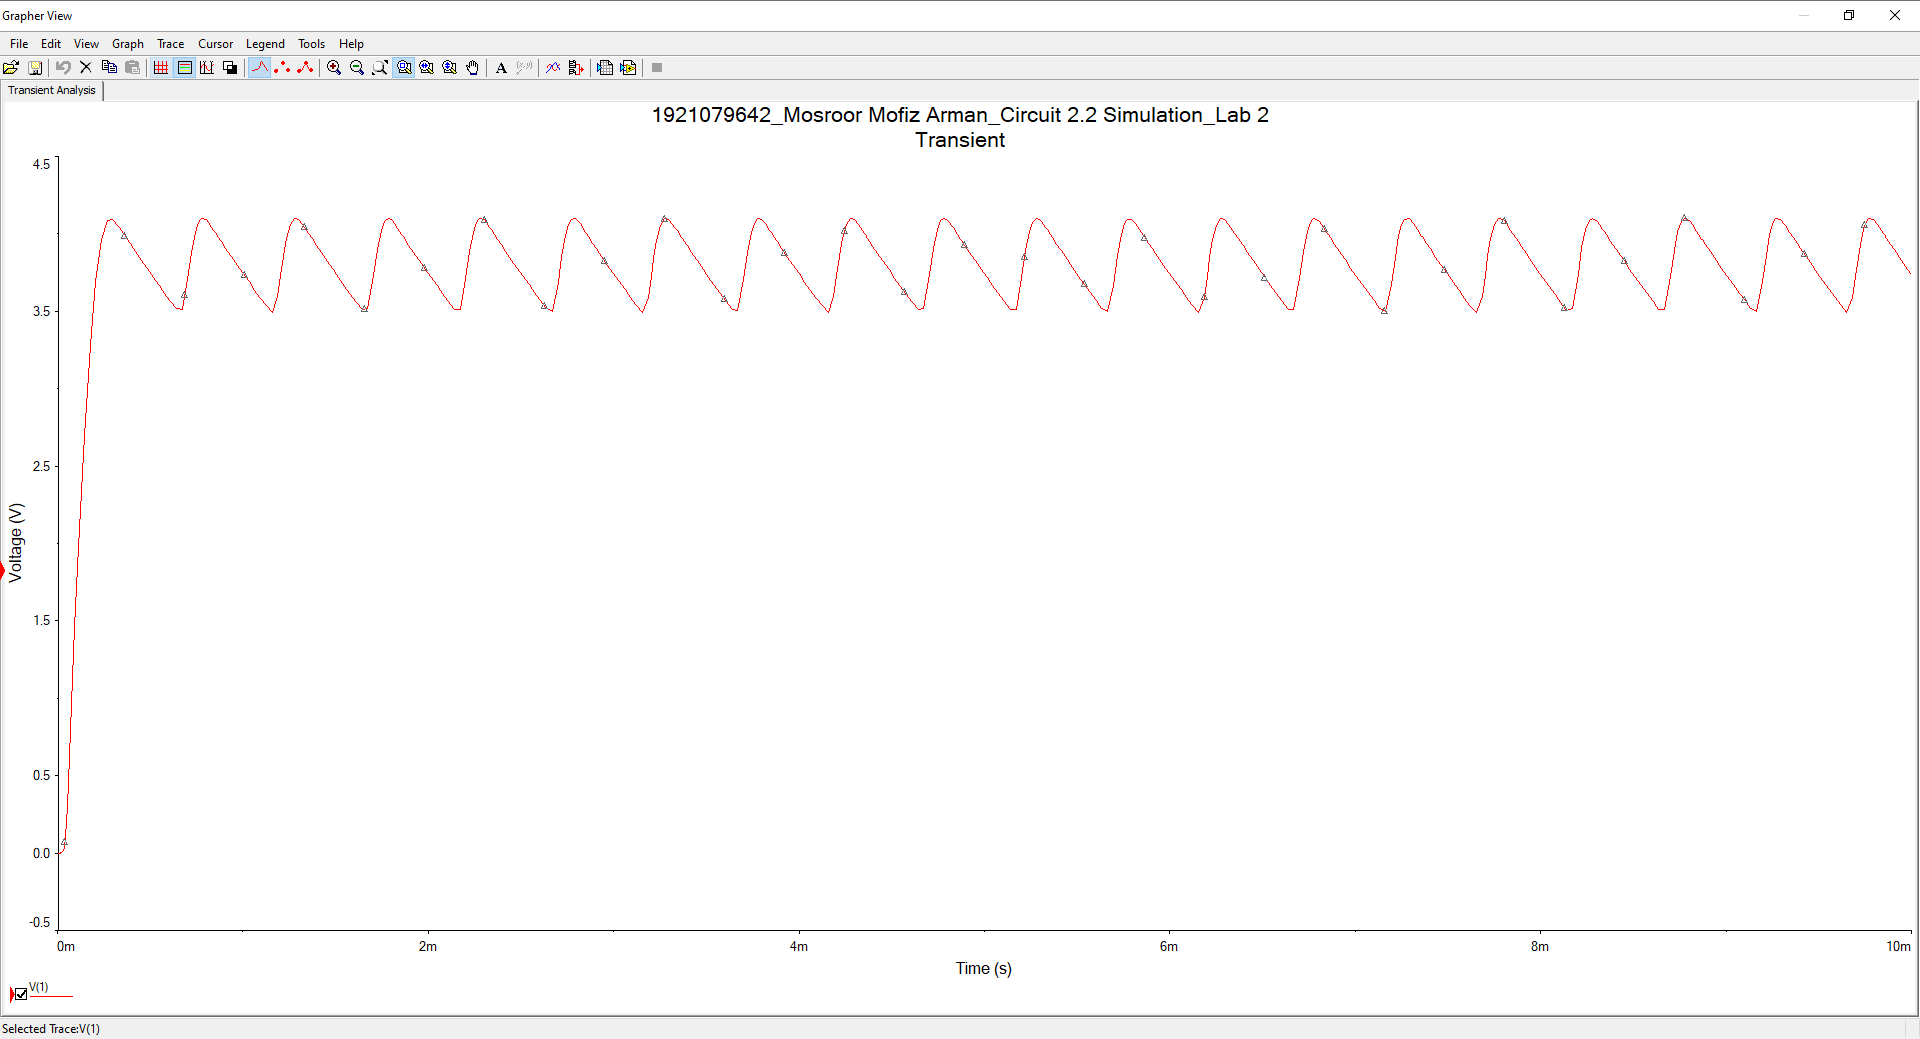 Grapher View
File Edit View Graph Trace Cursor Legend Tools Help
A
Transient Analysis
1921079642_Mosroor Mofiz Arman_Circuit 2.2 Simulation_Lab 2
Transient
4.5
3.5
2.5
1.5
0.5
0.0
-0.5
Voltage (V)
0m 2m 4m 6m 8m 10m
Time (s)
V(1)
Selected Trace:V(1)